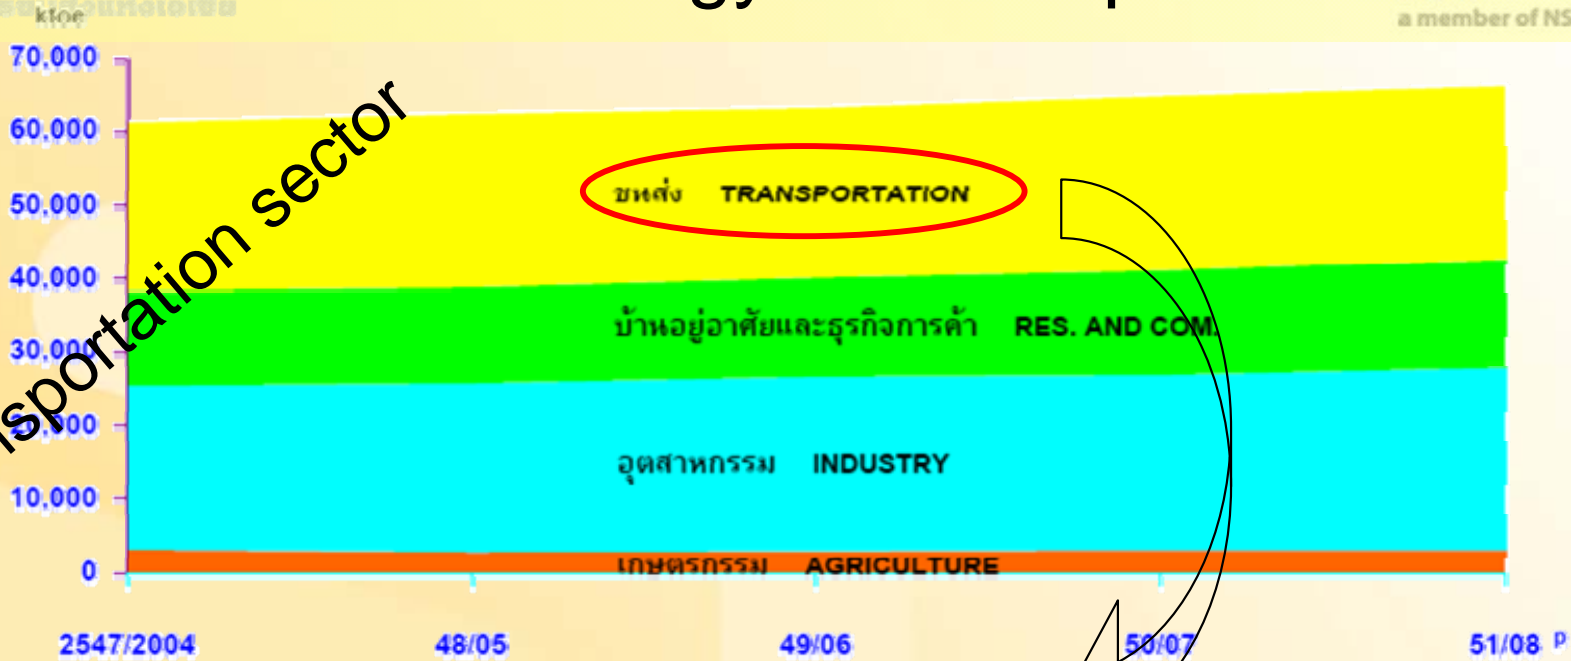 ktoe
a member of NS
70,000
60,000
50,000
40,000
30,000
20,000
10,000
0
ขนส่ง TRANSPORTATION
บ้านอยู่อาศัยและธุรกิจการค้า RES. AND COM.
อุตสาหกรรม INDUSTRY
เกษตรกรรม AGRICULTURE
2547/2004 48/05 49/06 50/07 51/08 p
nsportation sector